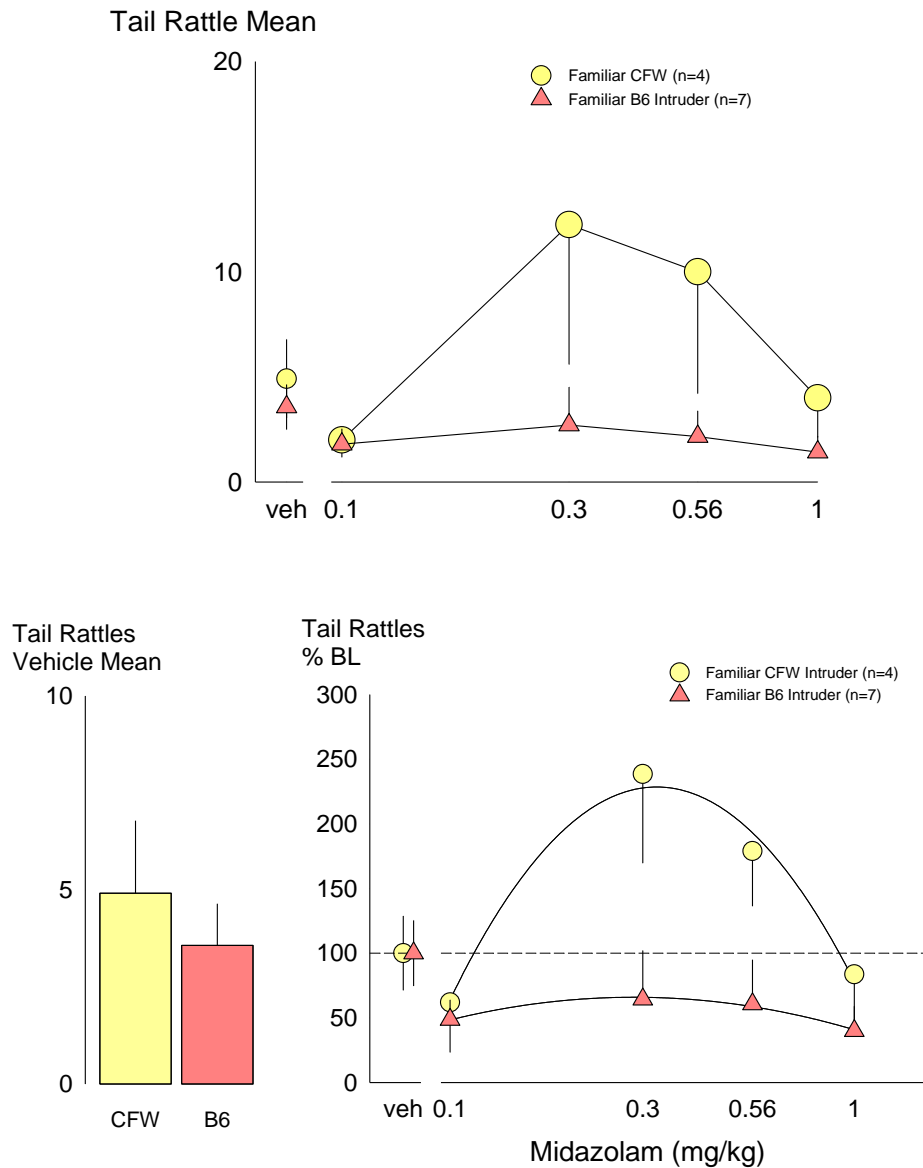 Tail Rattle Mean
20
Familiar CFW (n=4)
Familiar B6 Intruder (n=7)
10
0
veh 0.1 0.3 0.56 1
Tail Rattles
Vehicle Mean
10
5
0
CFW B6
Tail Rattles
% BL
Familiar CFW Intruder (n=4)
Familiar B6 Intruder (n=7)
300
250
200
150
100
50
0
veh 0.1 0.3 0.56 1
Midazolam (mg/kg)